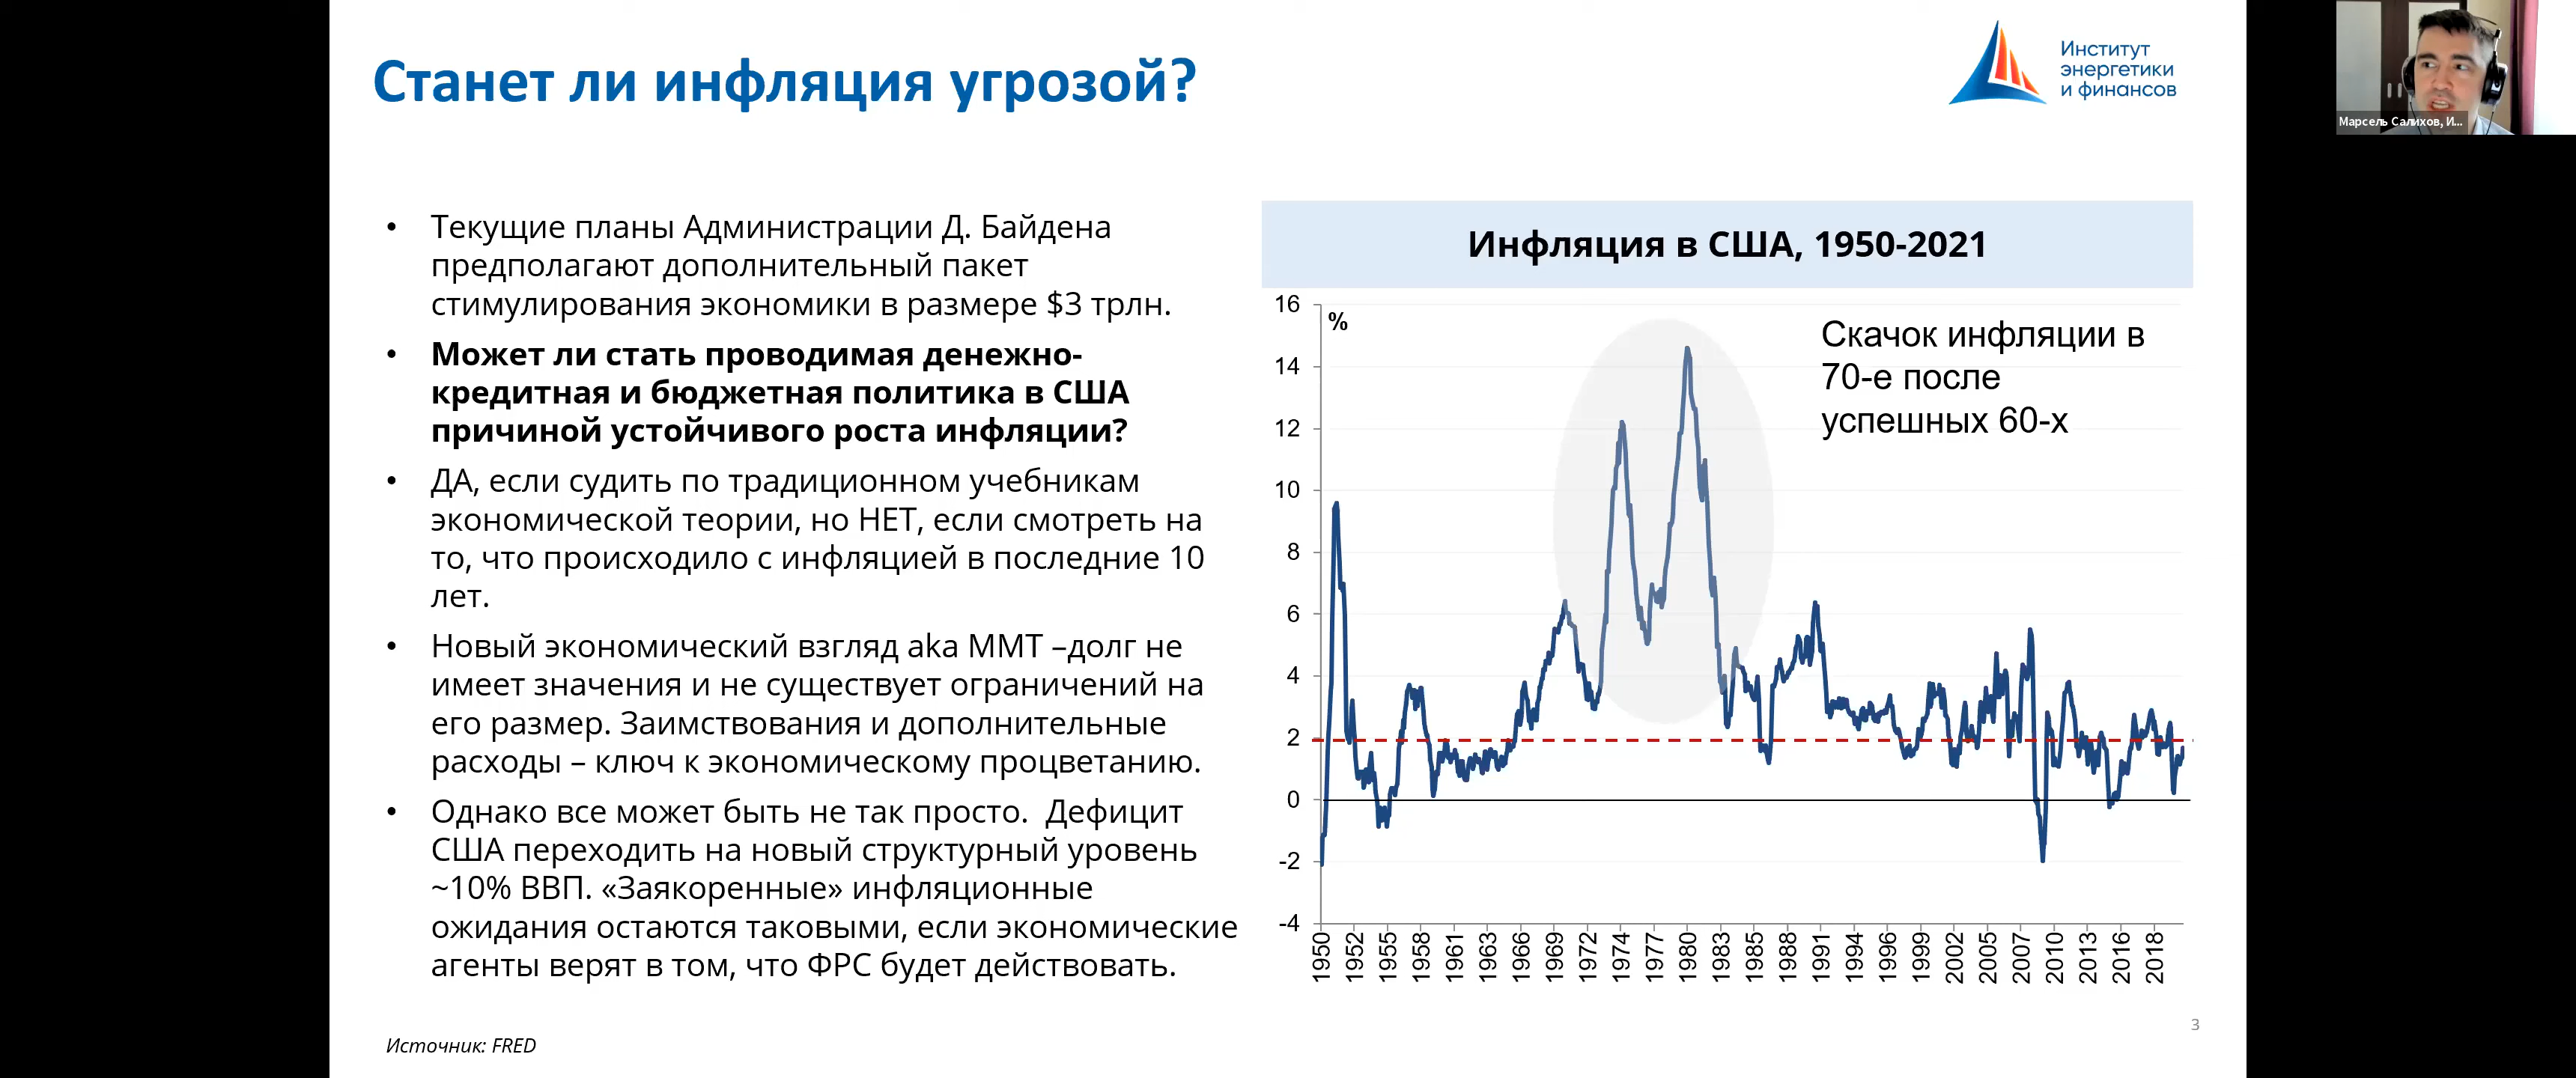 Станет ли инфляция угрозой?
Институт
энергетики
и финансов
Марсель Салихов, И...
• Текущие планы Администрации Д. Байдена
предполагают дополнительный пакет
стимулирования экономики в размере $3 трлн.
• Может ли стать проводимая денежно-
кредитная и бюджетная политика в США
причиной устойчивого роста инфляции?
• ДА, если судить по традиционном учебникам
экономической теории, но НЕТ, если смотреть на
то, что происходило с инфляцией в последние 10
лет.
• Новый экономический взгляд aka ММТ –долг не
имеет значения и не существует ограничений на
его размер. Заимствования и дополнительные
расходы – ключ к экономическому процветанию.
• Однако все может быть не так просто.  Дефицит
США переходить на новый структурный уровень
~10% ВВП. «Заякоренные» инфляционные
ожидания остаются таковыми, если экономические
агенты верят в том, что ФРС будет действовать.
Источник: FRED
Инфляция в США, 1950-2021
%
Скачок инфляции в
70-е после
успешных 60-х
16
14
12
10
8
6
4
2
0
-2
-4
1950
1952
1955
1958
1961
1963
1966
1969
1972
1974
1977
1980
1983
1985
1988
1991
1994
1996
1999
2002
2005
2007
2010
2013
2016
2018
3